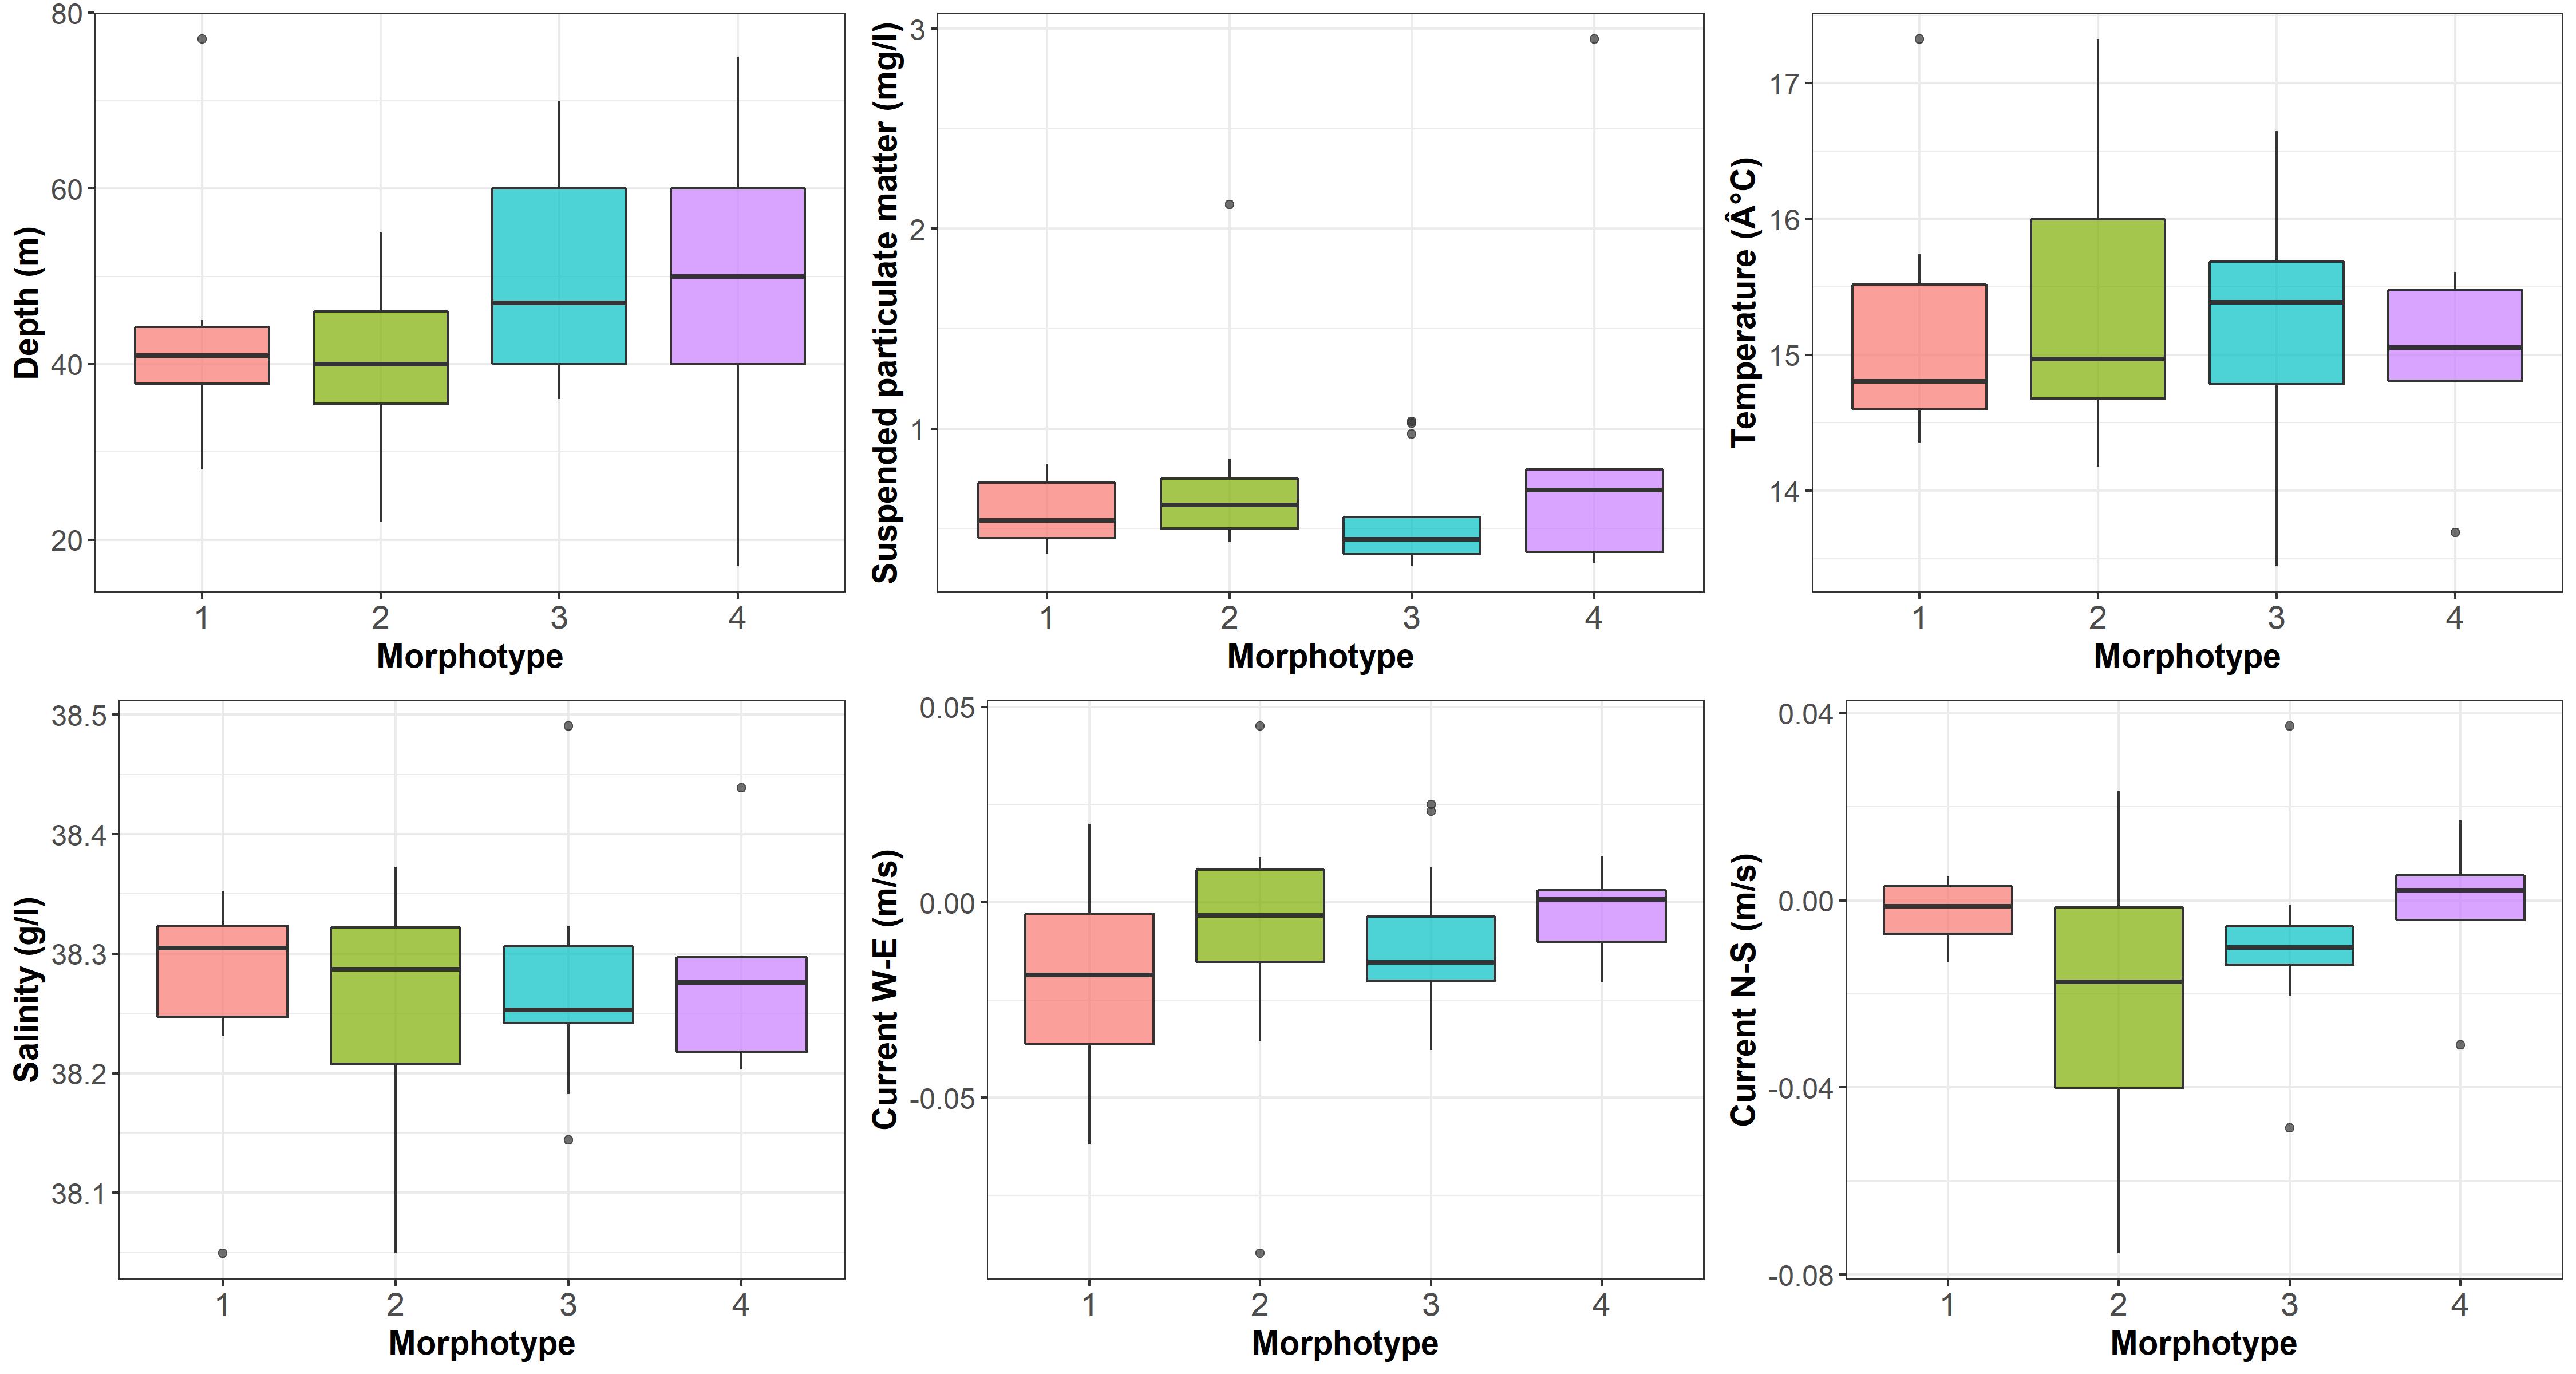 Depth (m)
80
60
40
20
1 2 3 4
Morphotype
Suspended particulate matter (mg/l)
3
2
1
1 2 3 4
Morphotype
Temperature (Â°C)
17
16
15
14
1 2 3 4
Morphotype
Salinity (g/l)
38.5
38.4
38.3
38.2
38.1
1 2 3 4
Morphotype
Current W-E (m/s)
0.05
0.00
-0.05
1 2 3 4
Morphotype
Current N-S (m/s)
0.04
0.00
-0.04
-0.08
1 2 3 4
Morphotype